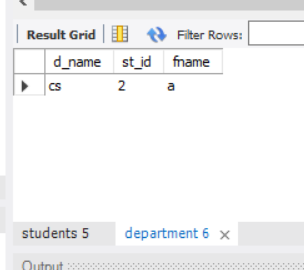 Result Grid Filter Rows:
d_name st_id fname
cs 2 a
students 5 department 6
Output